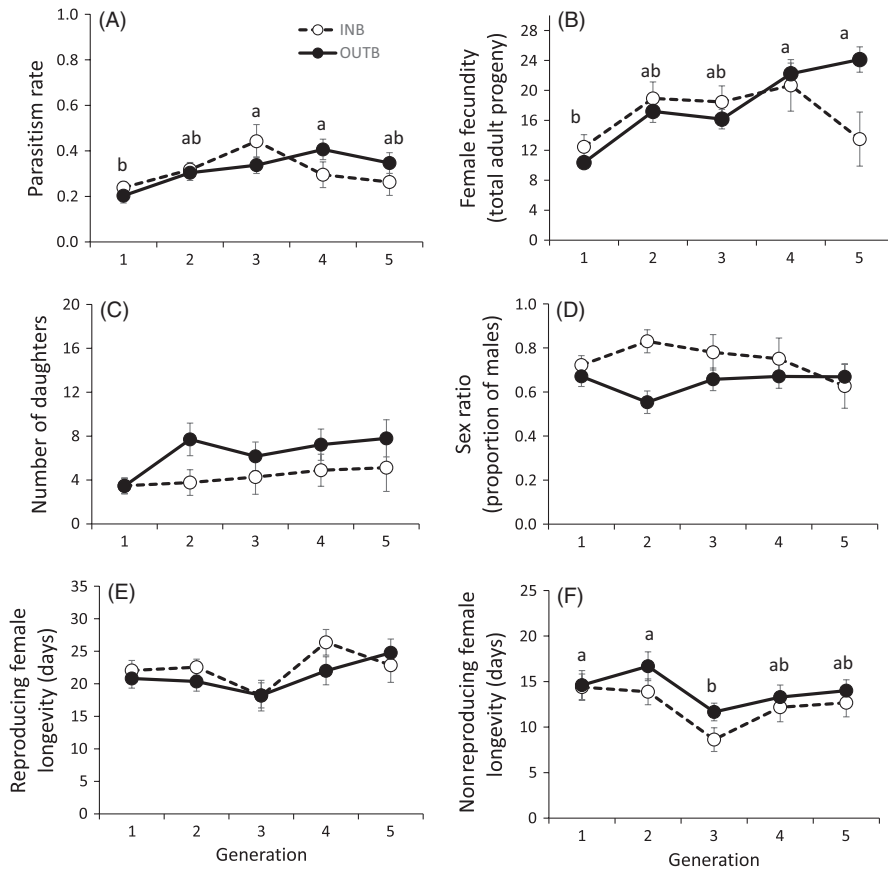 (A)
INB
OUTB
Parasitism rate
1.0
0.8
0.6
0.4
0.2
0.0
b
ab
a
a
ab
1 2 3 4 5
(B)
Female fecundity
(total adult progeny)
28
24
20
16
12
8
4
0
b
ab
ab
a
a
1 2 3 4 5
(C)
Number of daughters
20
16
12
8
4
0
1 2 3 4 5
(D)
Sex ratio
(proportion of males)
1.0
0.8
0.6
0.4
0.2
0.0
1 2 3 4 5
(E)
Reproducing female
longevity (days)
35
30
25
20
15
10
5
0
1 2 3 4 5
Generation
(F)
Nonreproducing female
longevity (days)
25
20
15
10
5
0
a
a
b
ab
ab
1 2 3 4 5
Generation